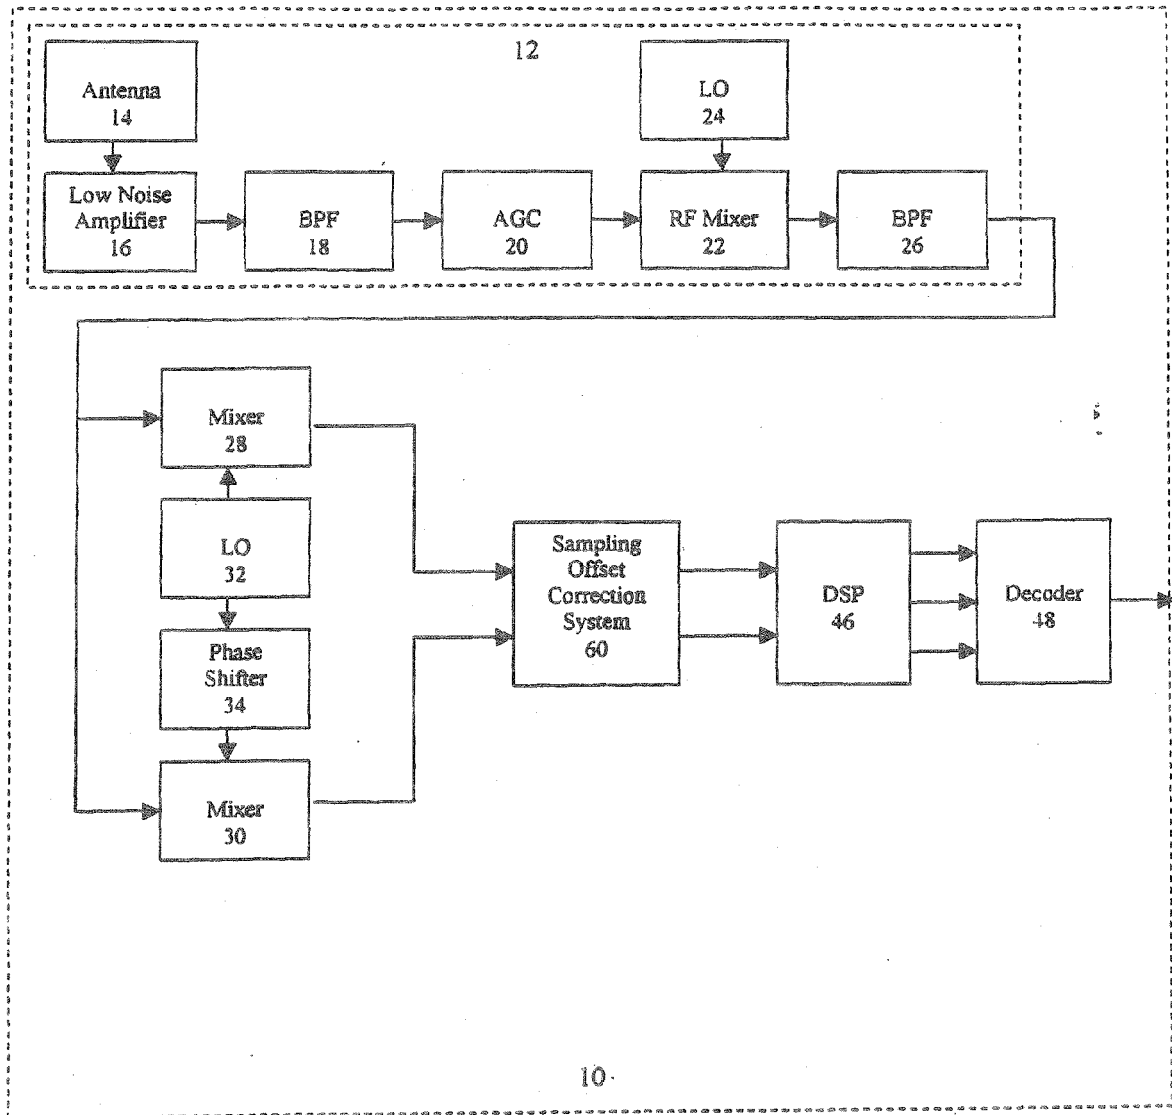 12
Antenna
14
LO
24
Low Noise
Amplifier
16
BPF
18
AGC
20
RF Mixer
22
BPF
26
Mixer
28
LO
32
Phase
Shifter
34
Mixer
30
Sampling
Offset
Correction
System
60
DSP
46
Decoder
48
10